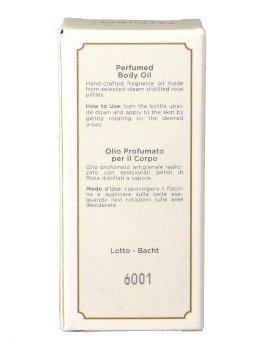 Perfumed
Body Oil
Hand-crafted fragrance oil made
from selected steam-distilled rose
petals.
How to Use: turn the bottle upsi-
de down and apply to the skin by
gently rotating on the desired
areas
Olio Profumato
per il Corpo
Olio profumato artigianale realiz-
zato con selezionati petali di
Rosa distillati a vapore.
Modo d'Uso: capovolgere il flaco-
ne e applicare sulla pelle ese-
guendo lievi rotazioni sulle aree
desiderate.
Lotto - Bacht
6001